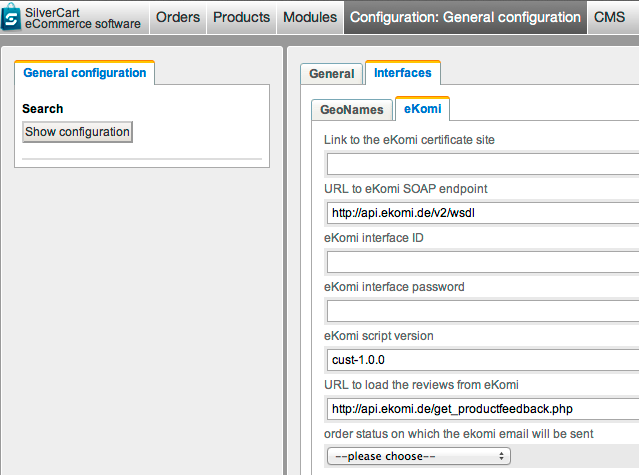 SilverCart
eCommerce software
Orders
Products
Modules
Configuration: General configuration
CMS
General configuration
Search
Show configuration
General
Interfaces
GeoNames
eKomi
Link to the eKomi certificate site
URL to eKomi SOAP endpoint
http://api.ekomi.de/v2/wsdl
eKomi interface ID
eKomi interface password
eKomi script version
cust-1.0.0
URL to load the reviews from eKomi
http://api.ekomi.de/get_productfeedback.php
order status on which the ekomi email will be sent
--please choose--